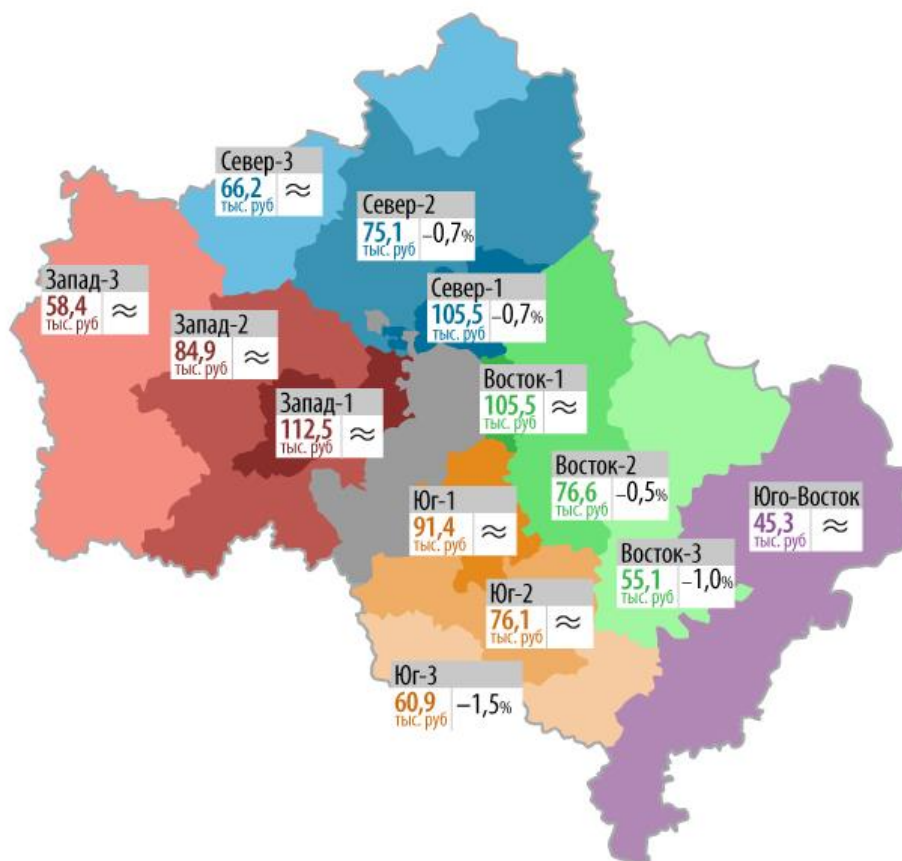 Север-3
66,2
тыс. руб
≈
Север-2
75,1
тыс. руб
–0,7%
Запад-3
58,4
тыс. руб
≈
Север-1
105,5
тыс. руб
–0,7%
Запад-2
84,9
тыс. руб
≈
Восток-1
105,5
тыс. руб
≈
Запад-1
112,5
тыс. руб
≈
Восток-2
76,6
тыс. руб
–0,5%
Юг-1
91,4
тыс. руб
≈
Юго-Восток
45,3
тыс. руб
≈
Восток-3
55,1
тыс. руб
–1,0%
Юг-2
76,1
тыс. руб
≈
Юг-3
60,9
тыс. руб
–1,5%